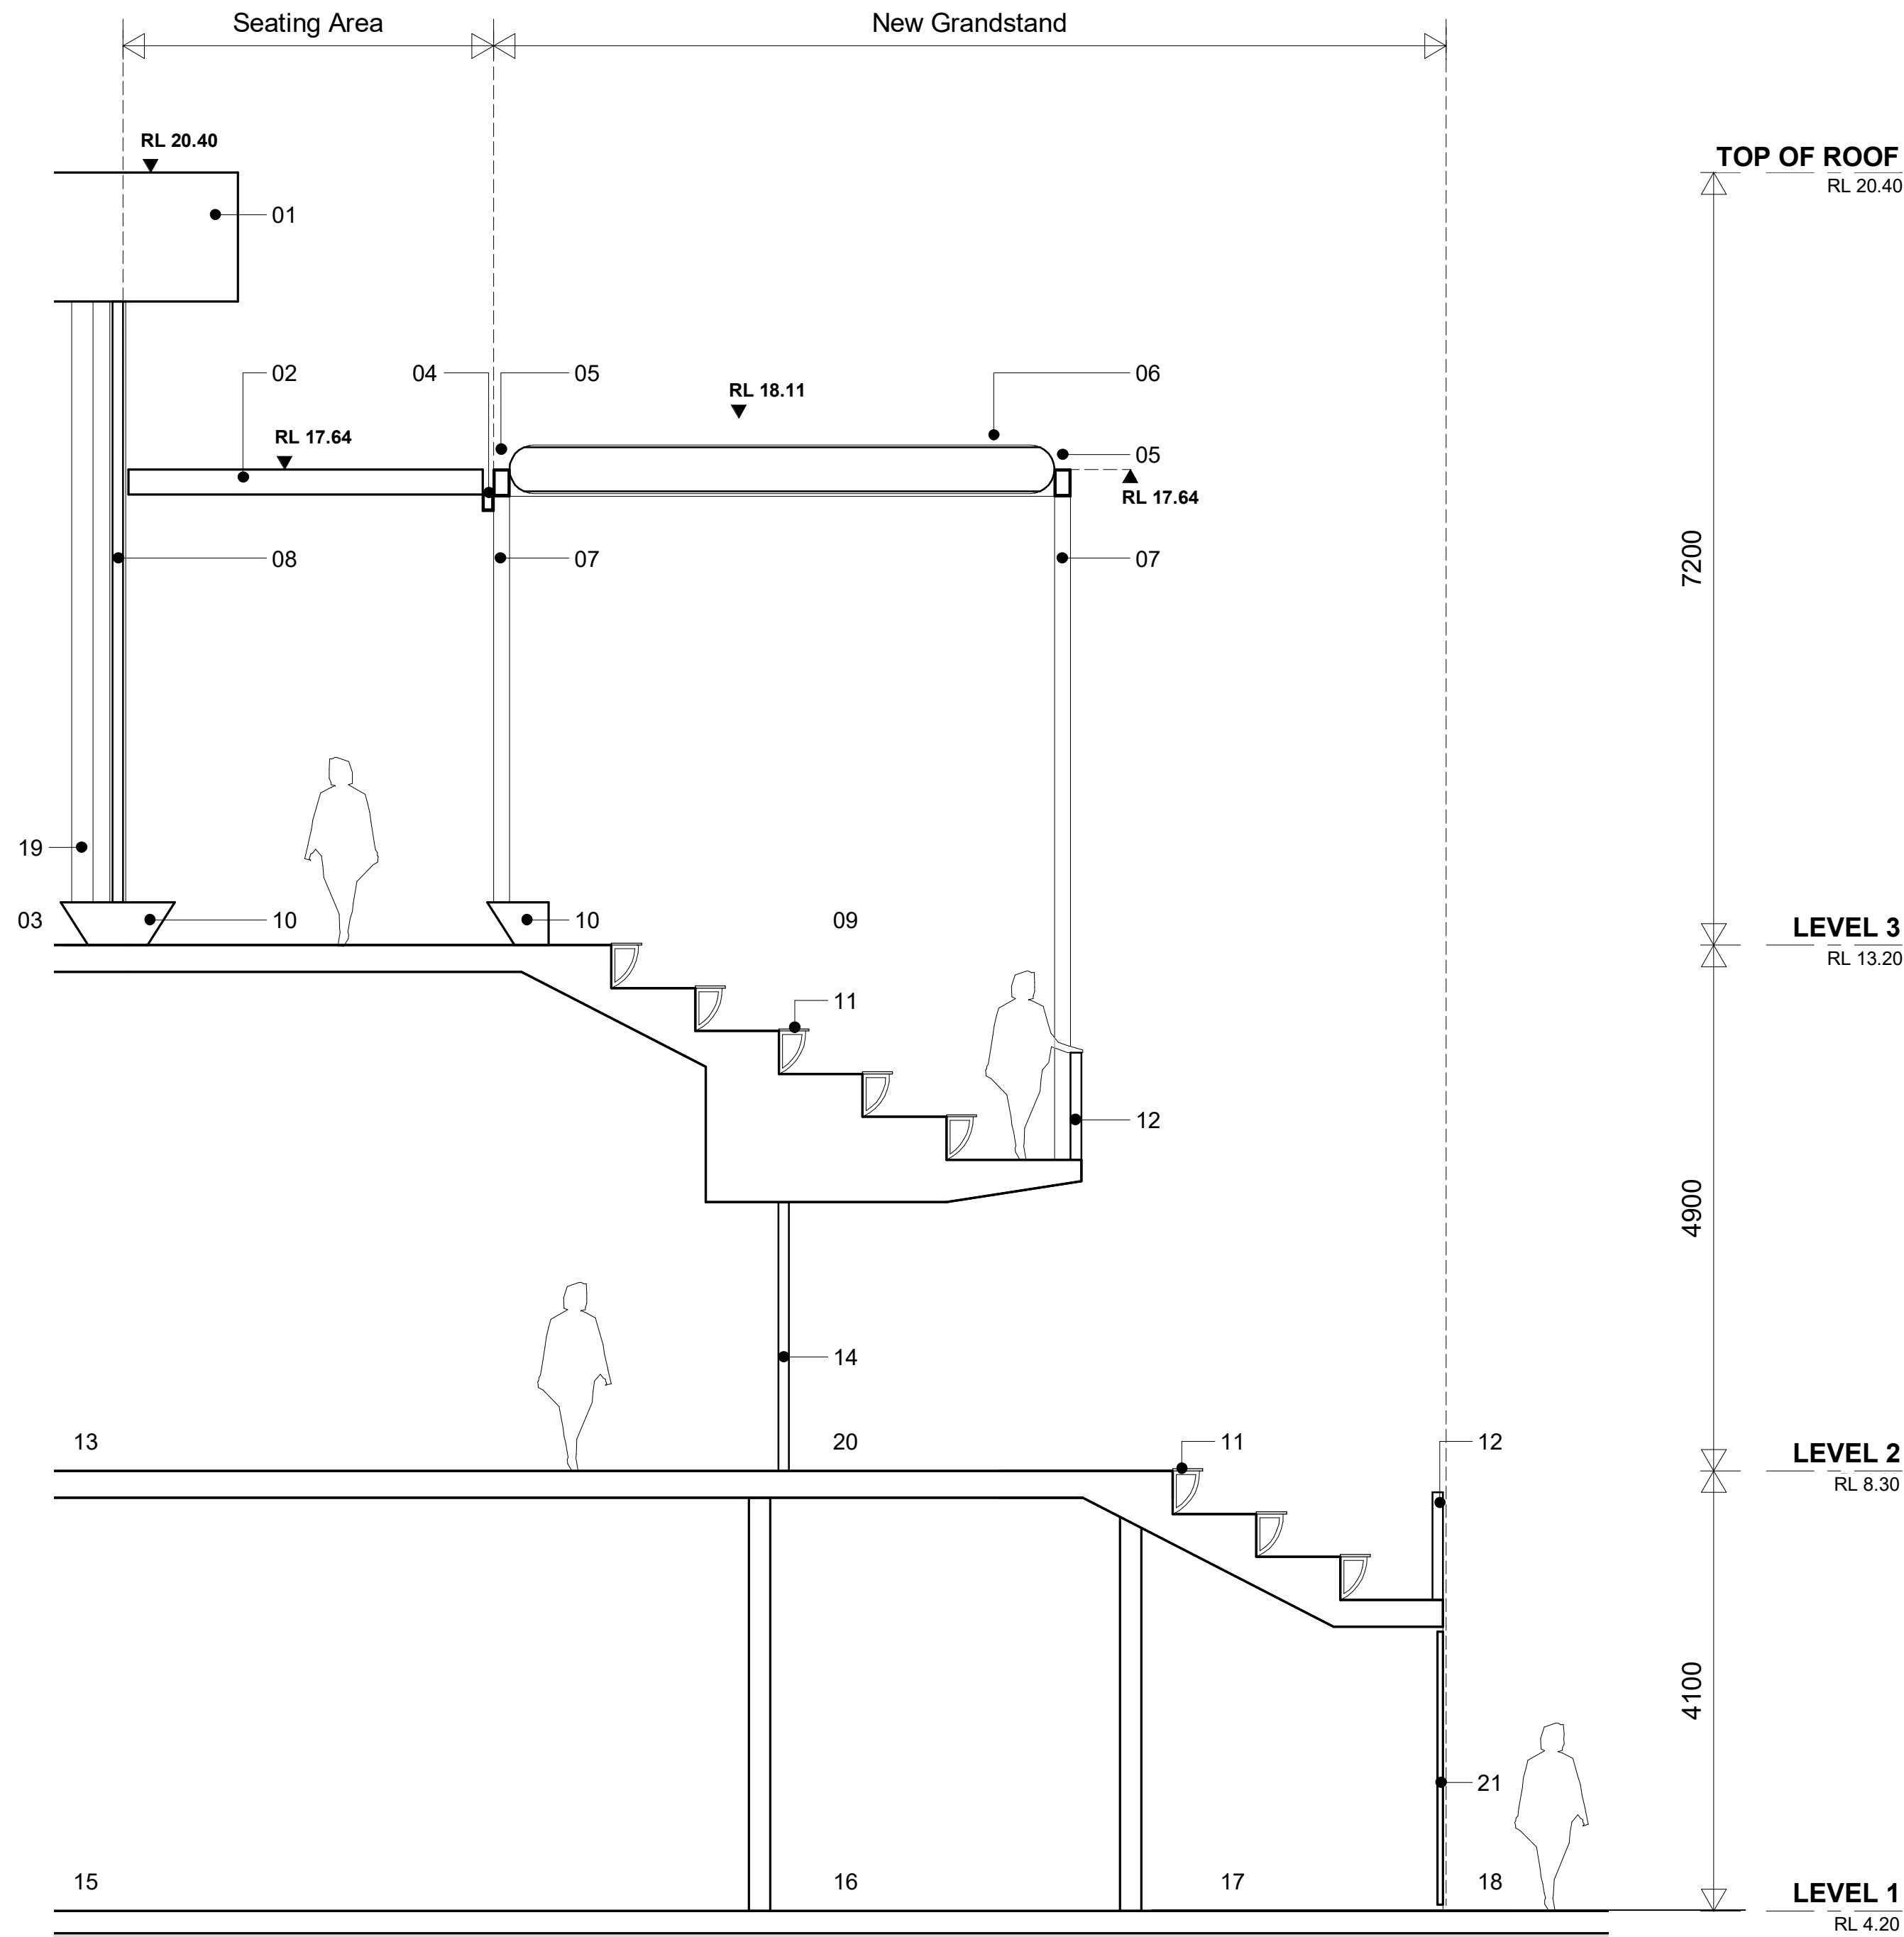 Seating Area
New Grandstand
RL 20.40
TOP OF ROOF
RL 20.40
01
02
04
05
06
RL 18.11
RL 17.64
05
RL 17.64
08
07
07
7200
19
03
10
10
09
LEVEL 3
RL 13.20
11
12
4900
14
13
20
11
12
LEVEL 2
RL 8.30
4100
21
15
16
17
18
LEVEL 1
RL 4.20